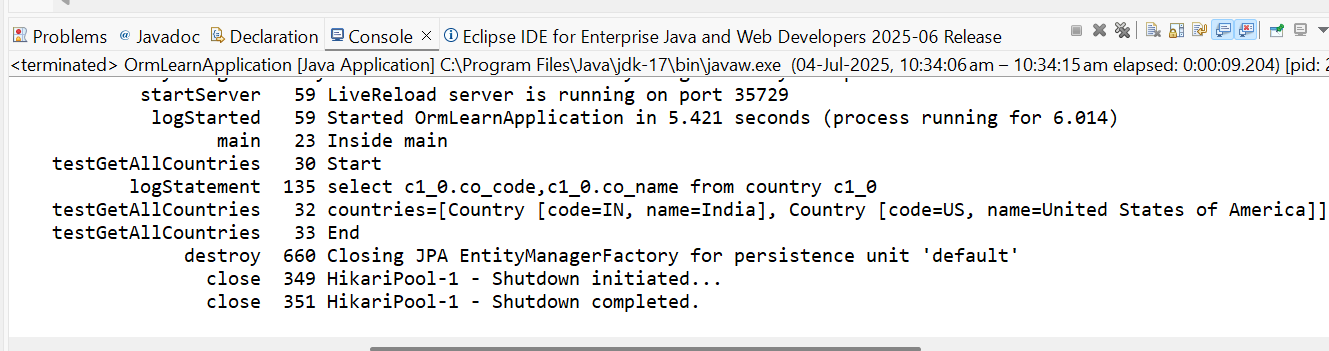 Problems @ Javadoc Declaration Console × Eclipse IDE for Enterprise Java and Web Developers 2025-06 Release
<terminated> OrmLearnApplication [Java Application] C:\Program Files\Java\jdk-17\bin\javaw.exe (04-Jul-2025, 10:34:06 am – 10:34:15 am elapsed: 0:00:09.204) [pid: 2
startServer 59 LiveReload server is running on port 35729
logStarted 59 Started OrmLearnApplication in 5.421 seconds (process running for 6.014)
main 23 Inside main
testGetAllCountries 30 Start
logStatement 135 select c1_0.co_code,c1_0.co_name from country c1_0
testGetAllCountries 32 countries=[Country [code=IN, name=India], Country [code=US, name=United States of America]]
testGetAllCountries 33 End
destroy 660 Closing JPA EntityManagerFactory for persistence unit 'default'
close 349 HikariPool-1 - Shutdown initiated...
close 351 HikariPool-1 - Shutdown completed.